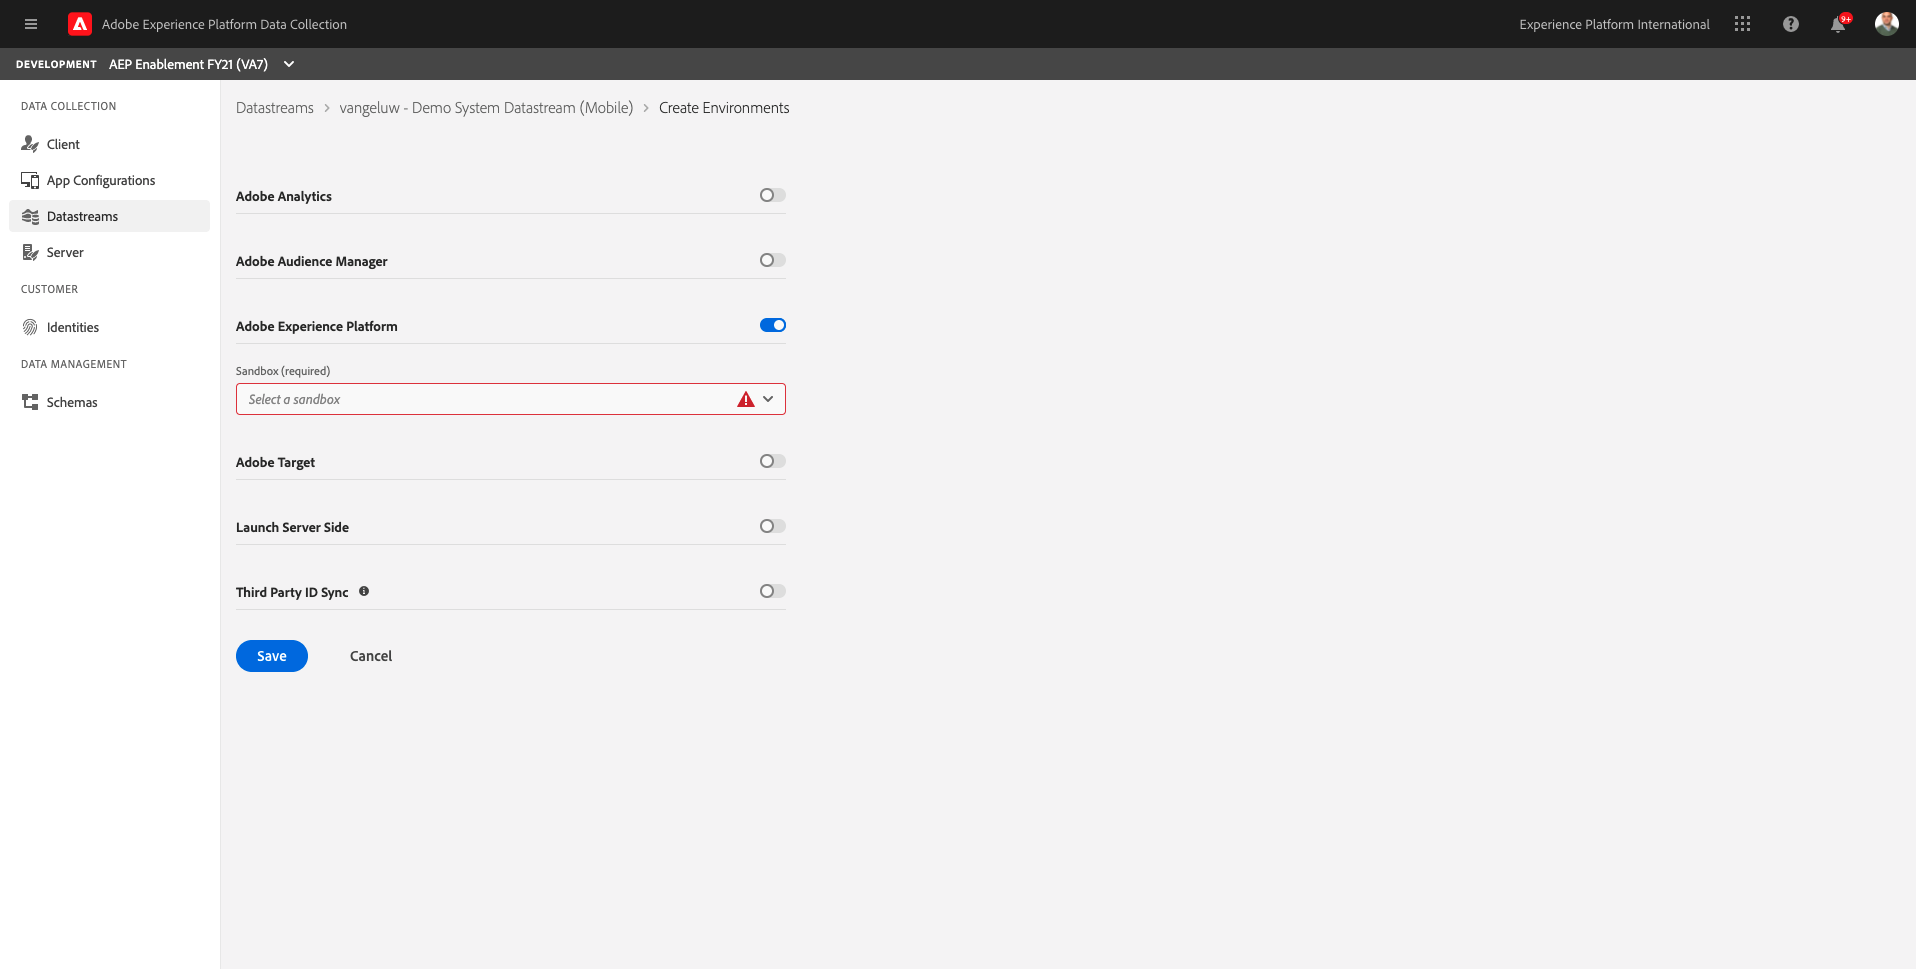 Adobe Experience Platform Data Collection
Experience Platform International
9+
DEVELOPMENT AEP Enablement FY21 (VA7)
DATA COLLECTION
Client
App Configurations
Datastreams
Server
CUSTOMER
Identities
DATA MANAGEMENT
Schemas
Datastreams > vangeluw - Demo System Datastream (Mobile) > Create Environments
Adobe Analytics
Adobe Audience Manager
Adobe Experience Platform
Sandbox (required)
Select a sandbox
Adobe Target
Launch Server Side
Third Party ID Sync
Save Cancel